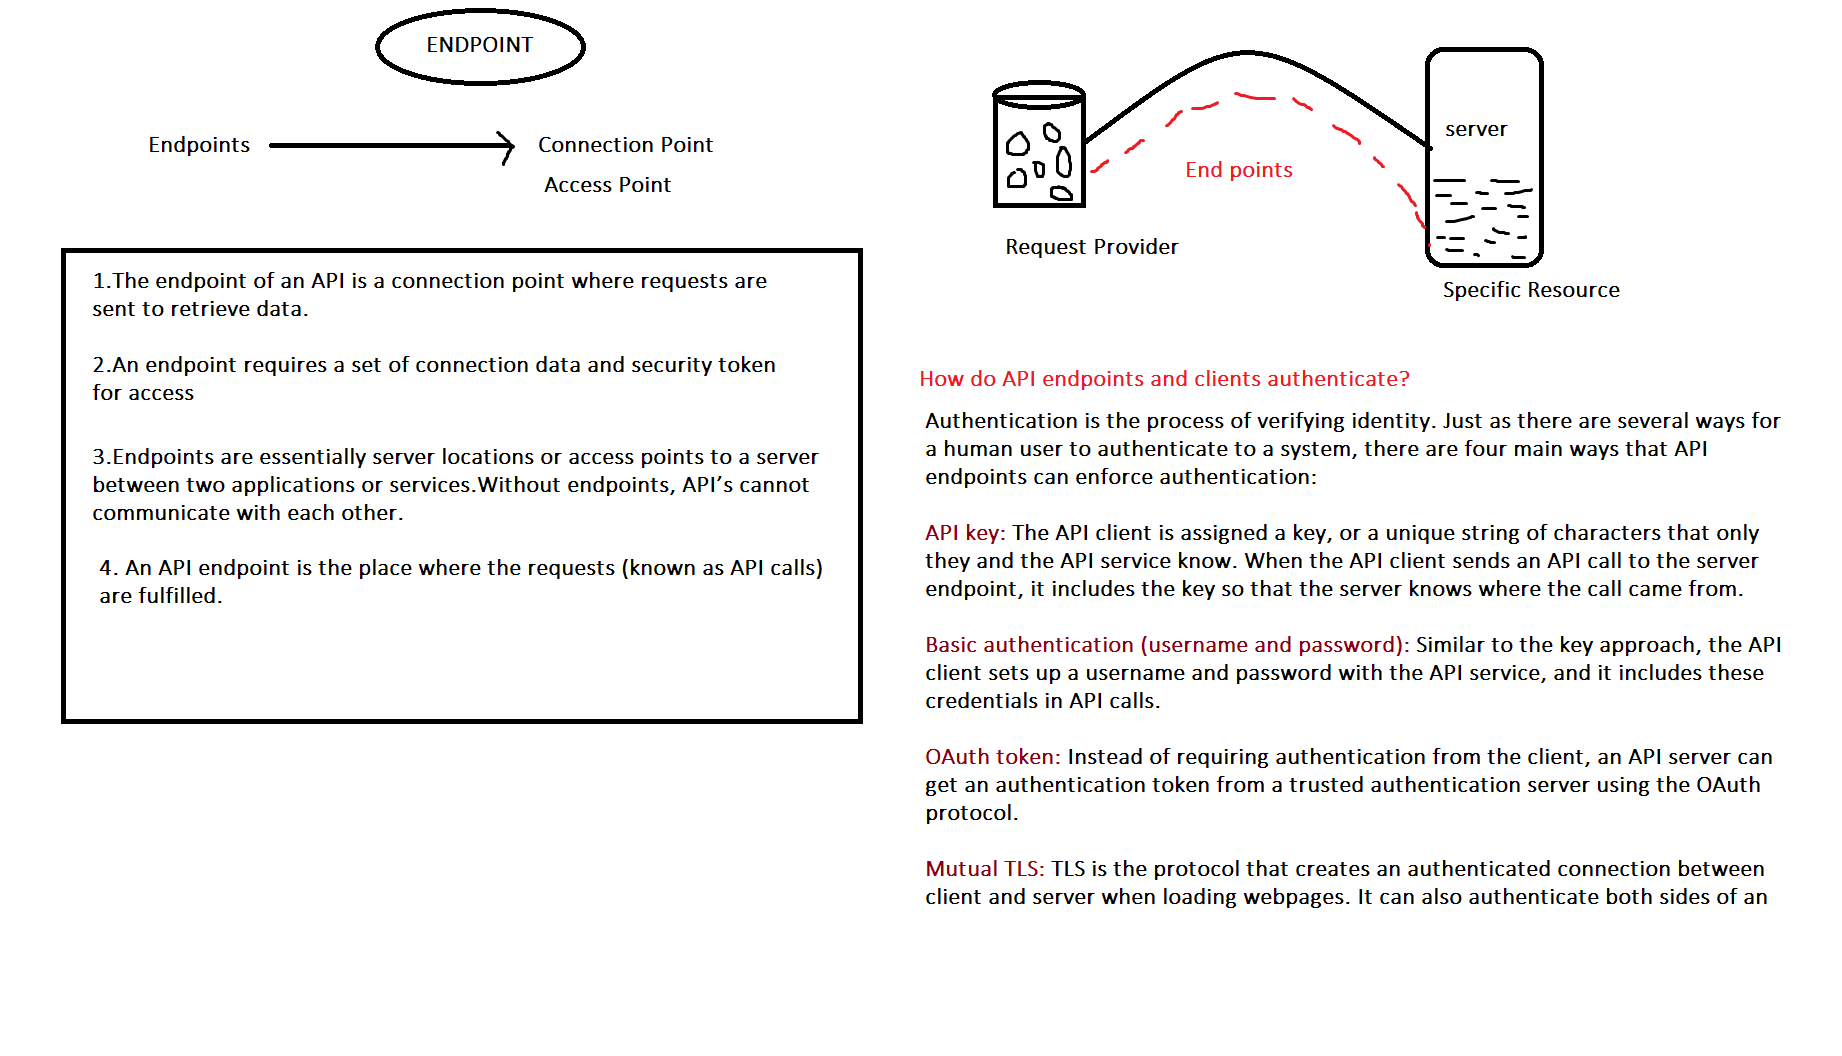 ENDPOINT
Endpoints
Connection Point
Access Point
1.The endpoint of an API is a connection point where requests are
sent to retrieve data.
2.An endpoint requires a set of connection data and security token
for access
3.Endpoints are essentially server locations or access points to a server
between two applications or services.Without endpoints, API’s cannot
communicate with each other.
4. An API endpoint is the place where the requests (known as API calls)
are fulfilled.
server
End points
Request Provider
Specific Resource
How do API endpoints and clients authenticate?
Authentication is the process of verifying identity. Just as there are several ways for
a human user to authenticate to a system, there are four main ways that API
endpoints can enforce authentication:
API key: The API client is assigned a key, or a unique string of characters that only
they and the API service know. When the API client sends an API call to the server
endpoint, it includes the key so that the server knows where the call came from.
Basic authentication (username and password): Similar to the key approach, the API
client sets up a username and password with the API service, and it includes these
credentials in API calls.
OAuth token: Instead of requiring authentication from the client, an API server can
get an authentication token from a trusted authentication server using the OAuth
protocol.
Mutual TLS: TLS is the protocol that creates an authenticated connection between
client and server when loading webpages. It can also authenticate both sides of an